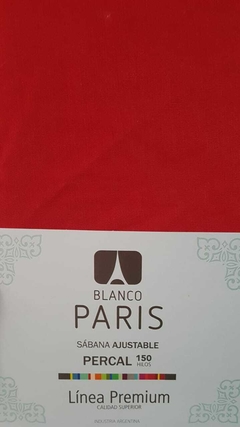 BLANCO
PARIS
SÁBANA AJUSTABLE
PERCAL 150
HILOS
Línea Premium
CALIDAD SUPERIOR
INDUSTRIA ARGENTINA